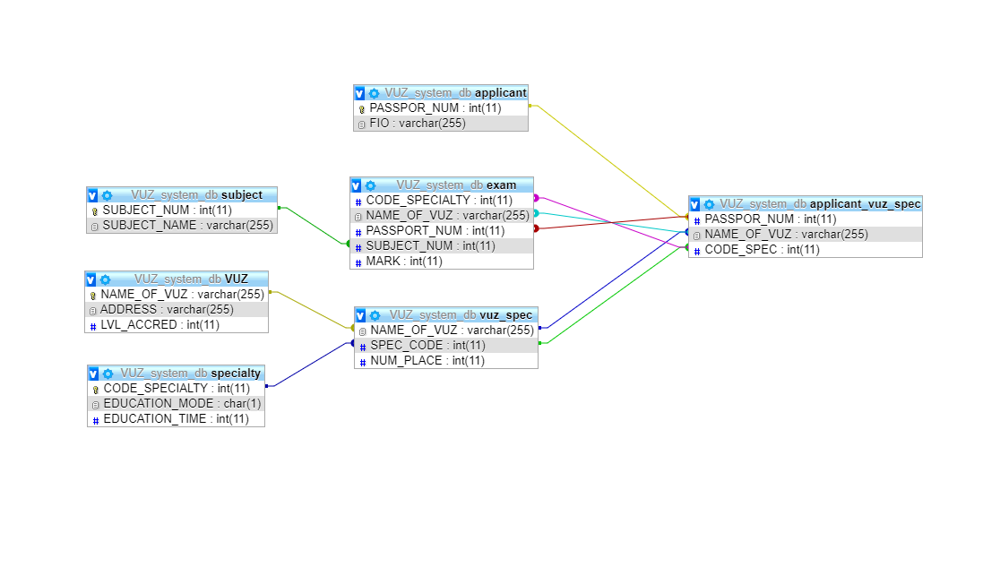 VUZ_system_db applicant
PASSPOR_NUM : int(11)
FIO : varchar(255)
VUZ_system_db subject
SUBJECT_NUM : int(11)
SUBJECT_NAME : varchar(255)
VUZ_system_db exam
CODE_SPECIALTY : int(11)
NAME_OF_VUZ : varchar(255)
PASSPORT_NUM : int(11)
SUBJECT_NUM : int(11)
MARK : int(11)
VUZ_system_db applicant_vuz_spec
PASSPOR_NUM : int(11)
NAME_OF_VUZ : varchar(255)
CODE_SPEC : int(11)
VUZ_system_db VUZ
NAME_OF_VUZ : varchar(255)
ADDRESS : varchar(255)
LVL_ACCRED : int(11)
VUZ_system_db vuz_spec
NAME_OF_VUZ : varchar(255)
SPEC_CODE : int(11)
NUM_PLACE : int(11)
VUZ_system_db specialty
CODE_SPECIALTY : int(11)
EDUCATION_MODE : char(1)
EDUCATION_TIME : int(11)